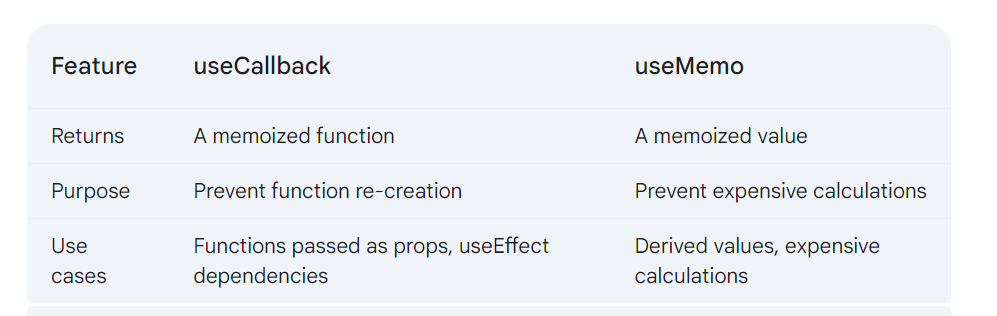 Feature useCallback useMemo
Returns A memoized function A memoized value
Purpose Prevent function re-creation Prevent expensive calculations
Use Functions passed as props, useEffect Derived values, expensive
cases dependencies calculations